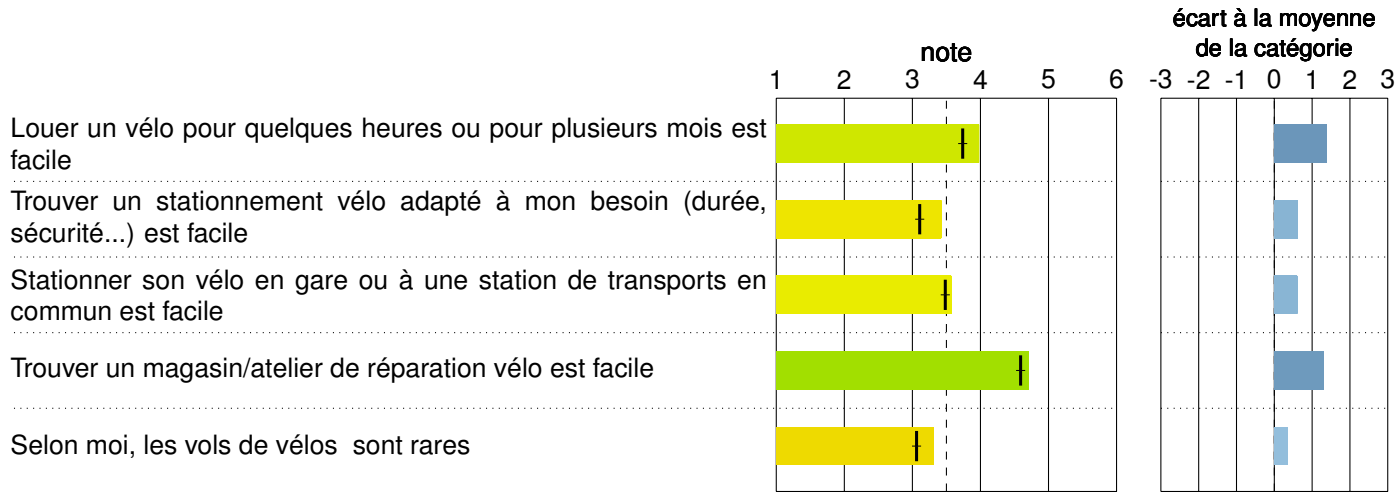 écart à la moyenne
de la catégorie
note
1 2 3 4 5 6
-3 -2 -1 0 1 2 3
Louer un vélo pour quelques heures ou pour plusieurs mois est
facile
Trouver un stationnement vélo adapté à mon besoin (durée,
sécurité...) est facile
Stationner son vélo en gare ou à une station de transports en
commun est facile
Trouver un magasin/atelier de réparation vélo est facile
Selon moi, les vols de vélos sont rares